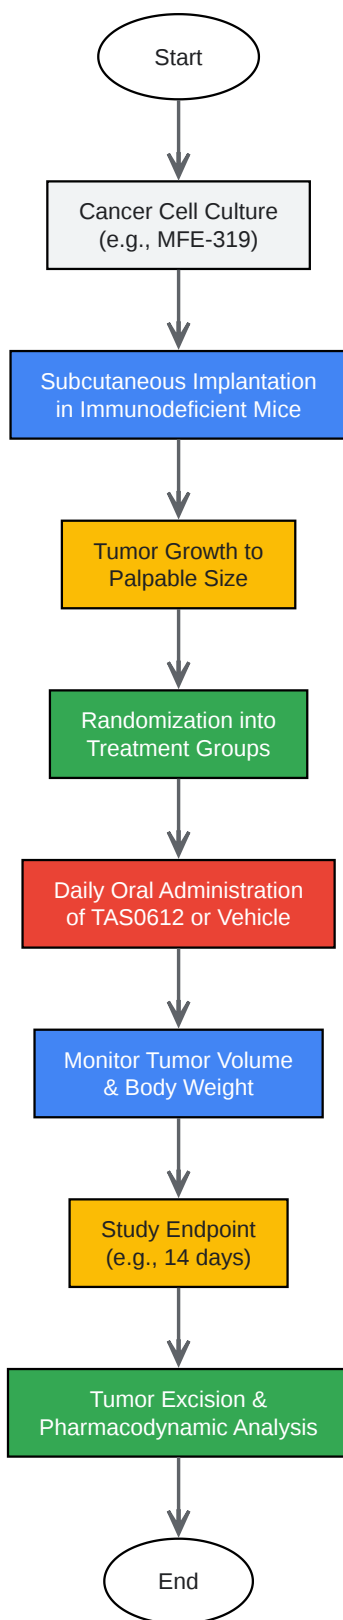 Start
Cancer Cell Culture
(e.g., MFE-319)
Subcutaneous Implantation
in Immunodeficient Mice
Tumor Growth to
Palpable Size
Randomization into
Treatment Groups
Daily Oral Administration
of TAS0612 or Vehicle
Monitor Tumor Volume
& Body Weight
Study Endpoint
(e.g., 14 days)
Tumor Excision &
Pharmacodynamic Analysis
End